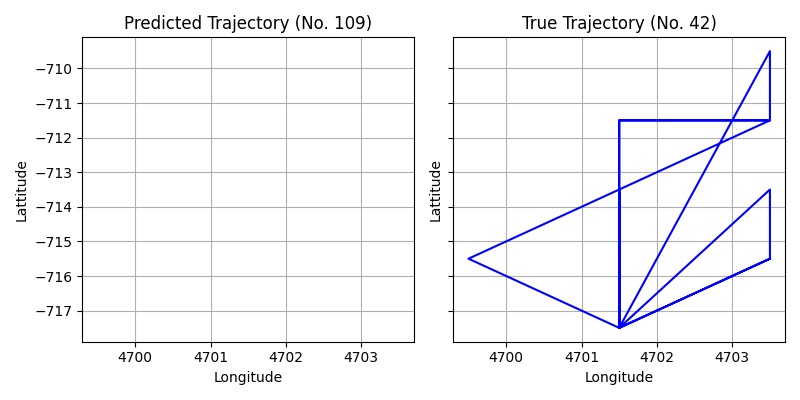 Predicted Trajectory (No. 109)
True Trajectory (No. 42)
−710
−711
−712
−713
−714
−715
−716
−717
Lattitude
Lattitude
4700 4701 4702 4703
4700 4701 4702 4703
Longitude
Longitude